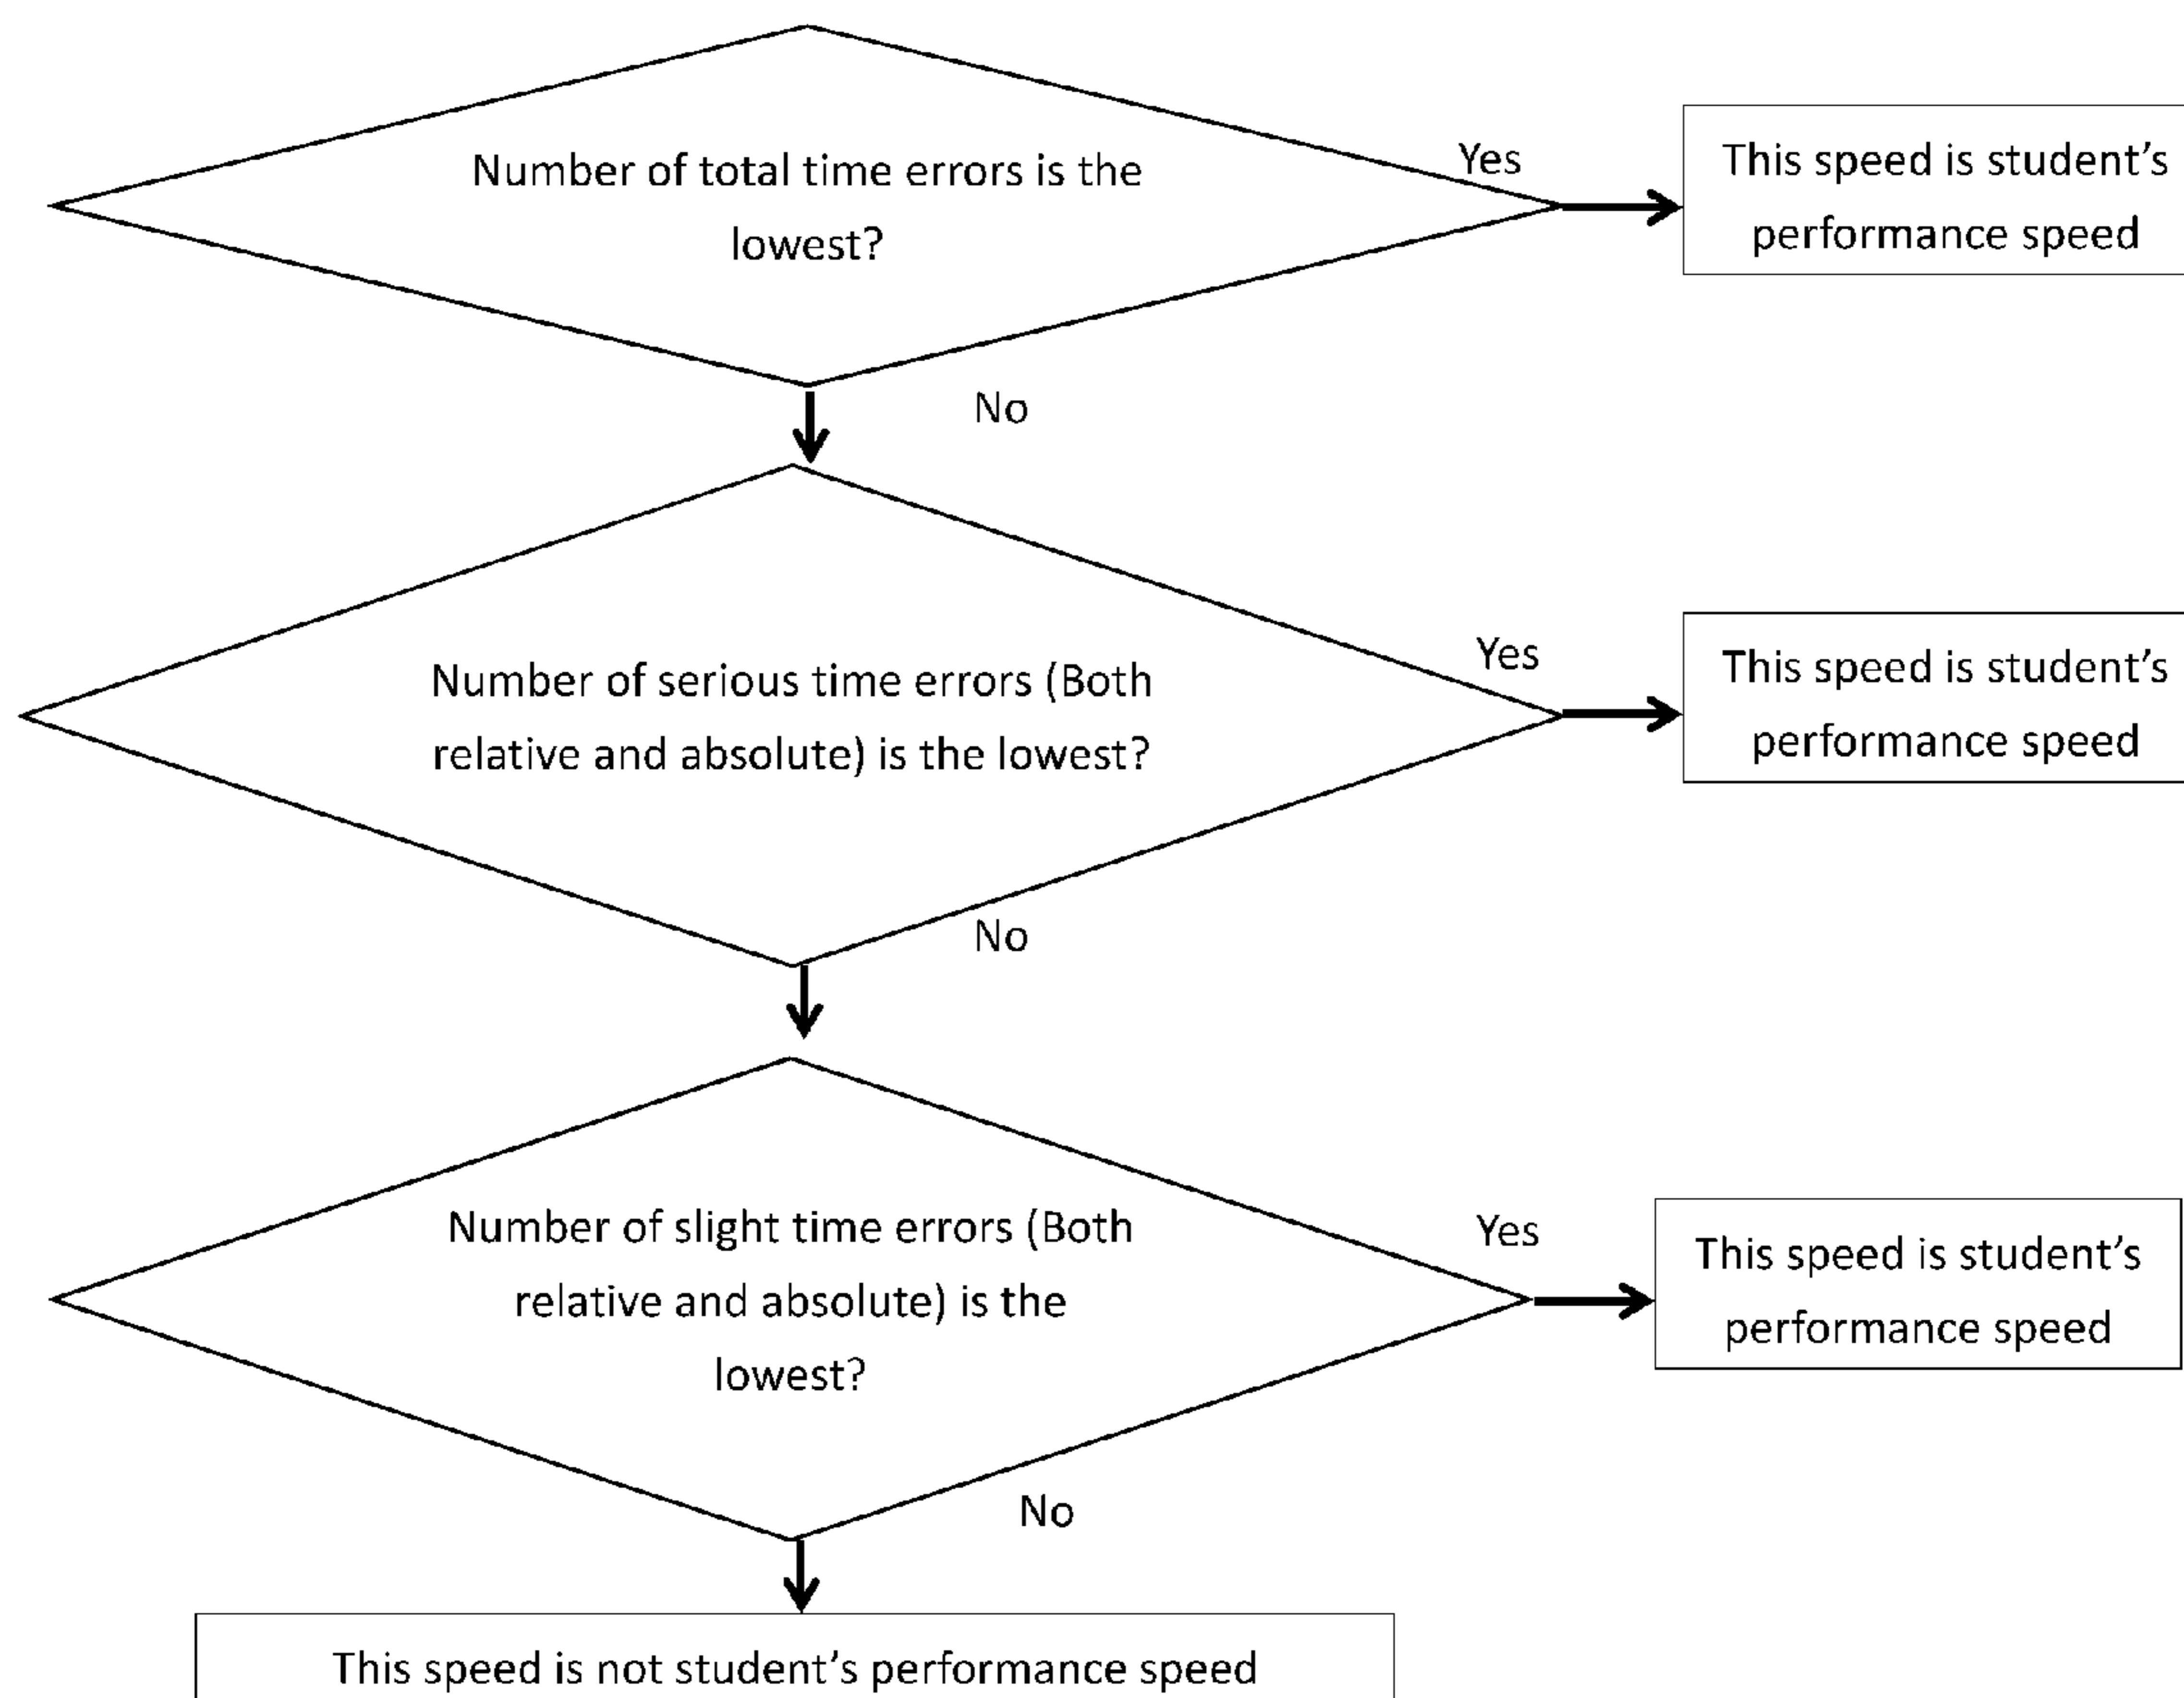 Number of total time errors is the
lowest?
Yes
This speed is student's
performance speed
No
Number of serious time errors (Both
relative and absolute) is the lowest?
Yes
This speed is student's
performance speed
No
Number of slight time errors (Both
relative and absolute) is the
lowest?
Yes
This speed is student's
performance speed
No
This speed is not student's performance speed